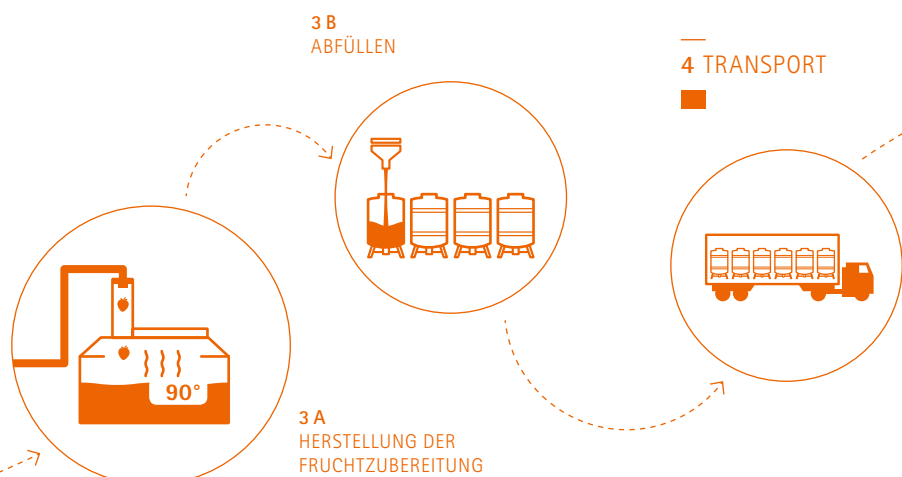 3 B
ABFÜLLEN
4 TRANSPORT
90°
3 A
HERSTELLUNG DER
FRUCHTZUBEREITUNG